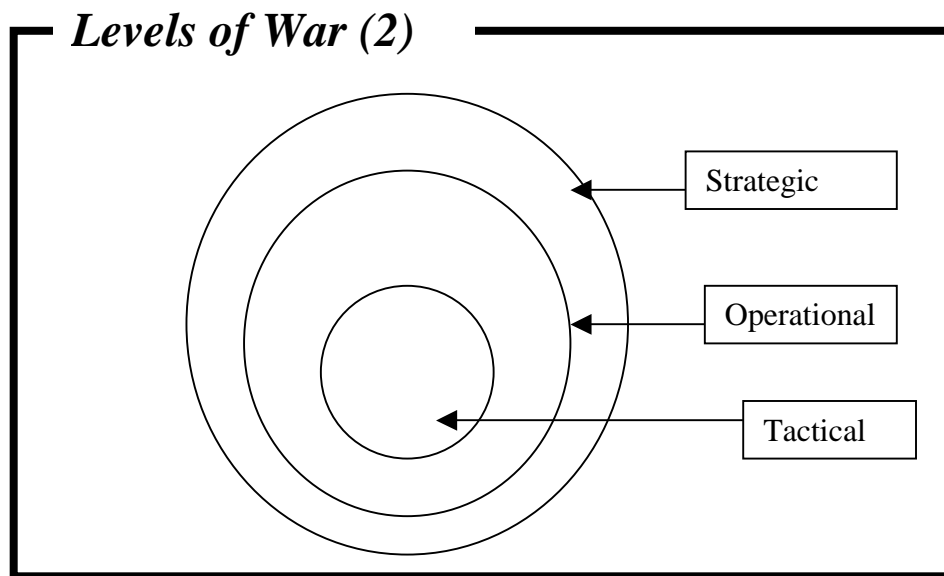 Levels of War (2)
Strategic
Operational
Tactical